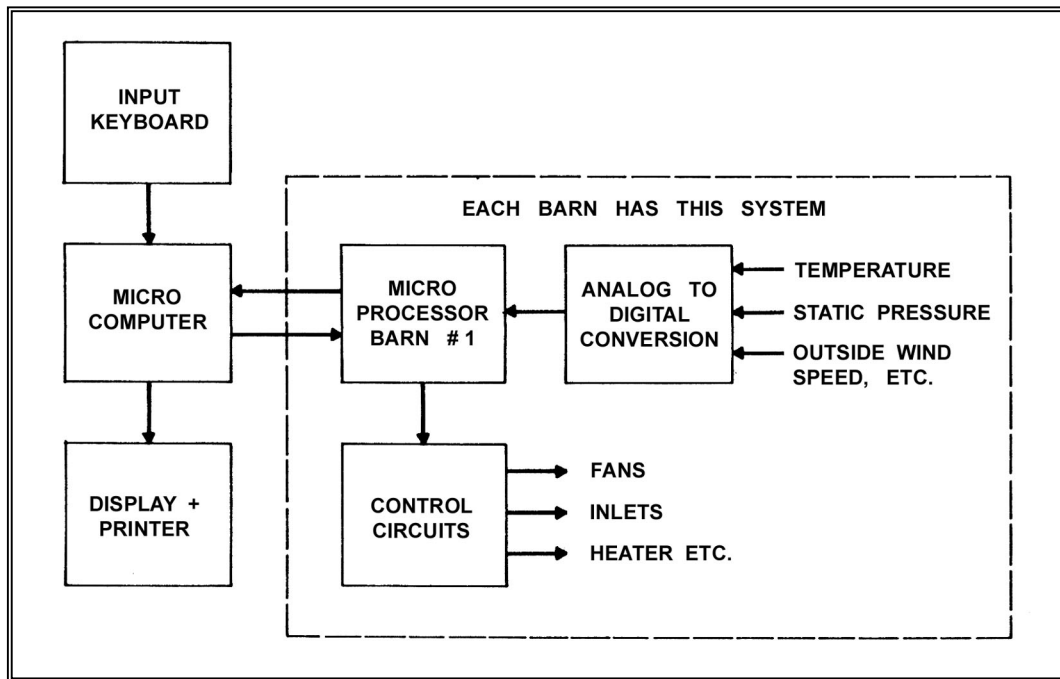 INPUT
KEYBOARD
EACH BARN HAS THIS SYSTEM
MICRO
COMPUTER
MICRO
PROCESSOR
BARN #1
ANALOG TO
DIGITAL
CONVERSION
TEMPERATURE
STATIC PRESSURE
OUTSIDE WIND
SPEED, ETC.
DISPLAY +
PRINTER
CONTROL
CIRCUITS
FANS
INLETS
HEATER ETC.